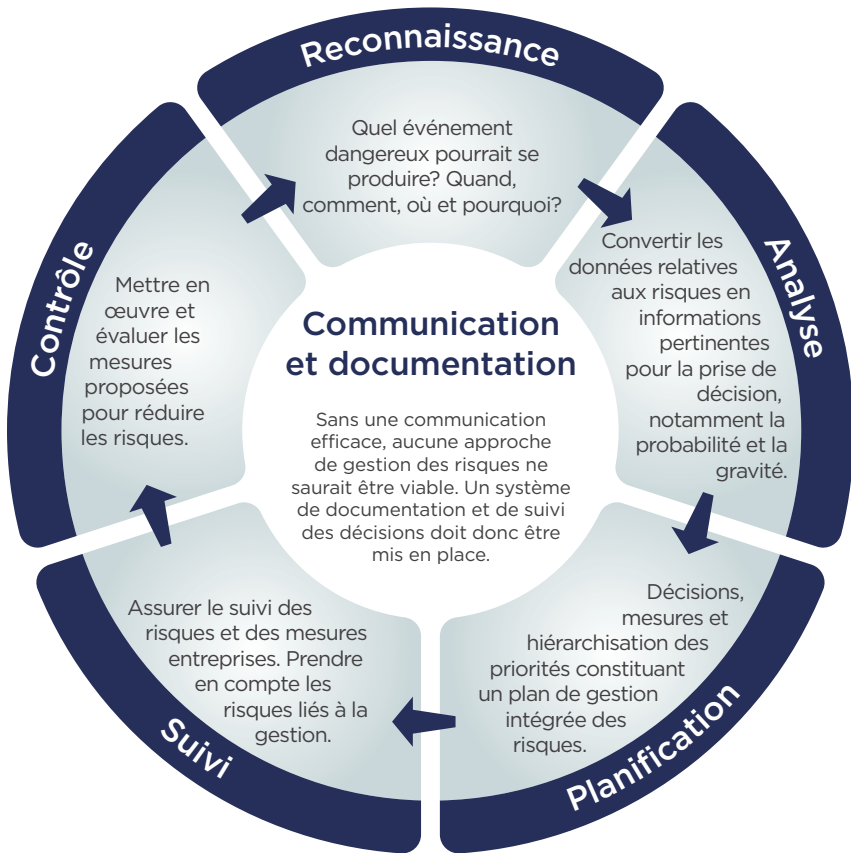 Reconnaissance
Quel événement
dangereux pourrait se
produire? Quand,
comment, où et pourquoi?
Analyse
Convertir les
données relatives
aux risques en
informations
pertinentes
pour la prise de
décision,
notamment la
probabilité et la
gravité.
Planification
Décisions,
mesures et
hiérarchisation des
priorités constituant
un plan de gestion
intégrée des
risques.
Suivi
Assurer le suivi des
risques et des mesures
entreprises. Prendre
en compte les
risques liés à la
gestion.
Contrôle
Mettre en
œuvre et
évaluer les
mesures
proposées
pour réduire
les risques.
Communication
et documentation
Sans une communication
efficace, aucune approche
de gestion des risques ne
saurait être viable. Un système
de documentation et de suivi
des décisions doit donc être
mis en place.